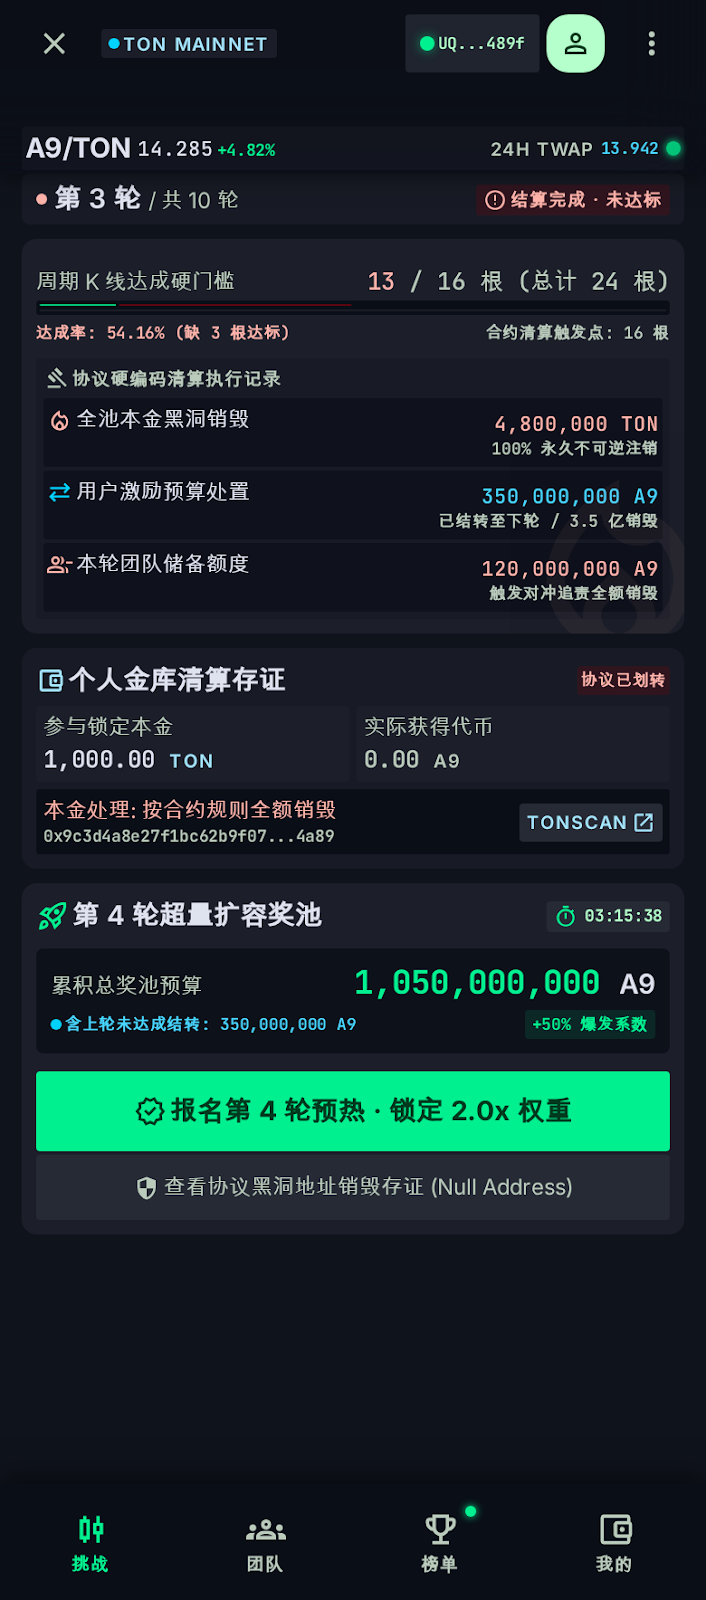 TON MAINNET
UQ...489f
A9/TON 14.285 +4.82%
24H TWAP 13.942
第 3 轮 / 共 10 轮
结算完成 · 未达标
周期 K 线达成硬门槛
13 / 16 根 (总计 24 根)
达成率: 54.16% (缺 3 根达标)
合约清算触发点: 16 根
协议硬编码清算执行记录
全池本金黑洞销毁
4,800,000 TON
100% 永久不可逆注销
用户激励预算处置
350,000,000 A9
已结转至下轮 / 3.5 亿销毁
本轮团队储备额度
120,000,000 A9
触发对冲追责全额销毁
个人金库清算存证
协议已划转
参与锁定本金
1,000.00 TON
实际获得代币
0.00 A9
本金处理: 按合约规则全额销毁
0x9c3d4a8e27f1bc62b9f07...4a89
TONSCAN
第 4 轮超量扩容奖池
03:15:38
累积总奖池预算
1,050,000,000 A9
含上轮未达成结转: 350,000,000 A9
+50% 爆发系数
报名第 4 轮预热 · 锁定 2.0x 权重
查看协议黑洞地址销毁存证 (Null Address)
挑战
团队
榜单
我的